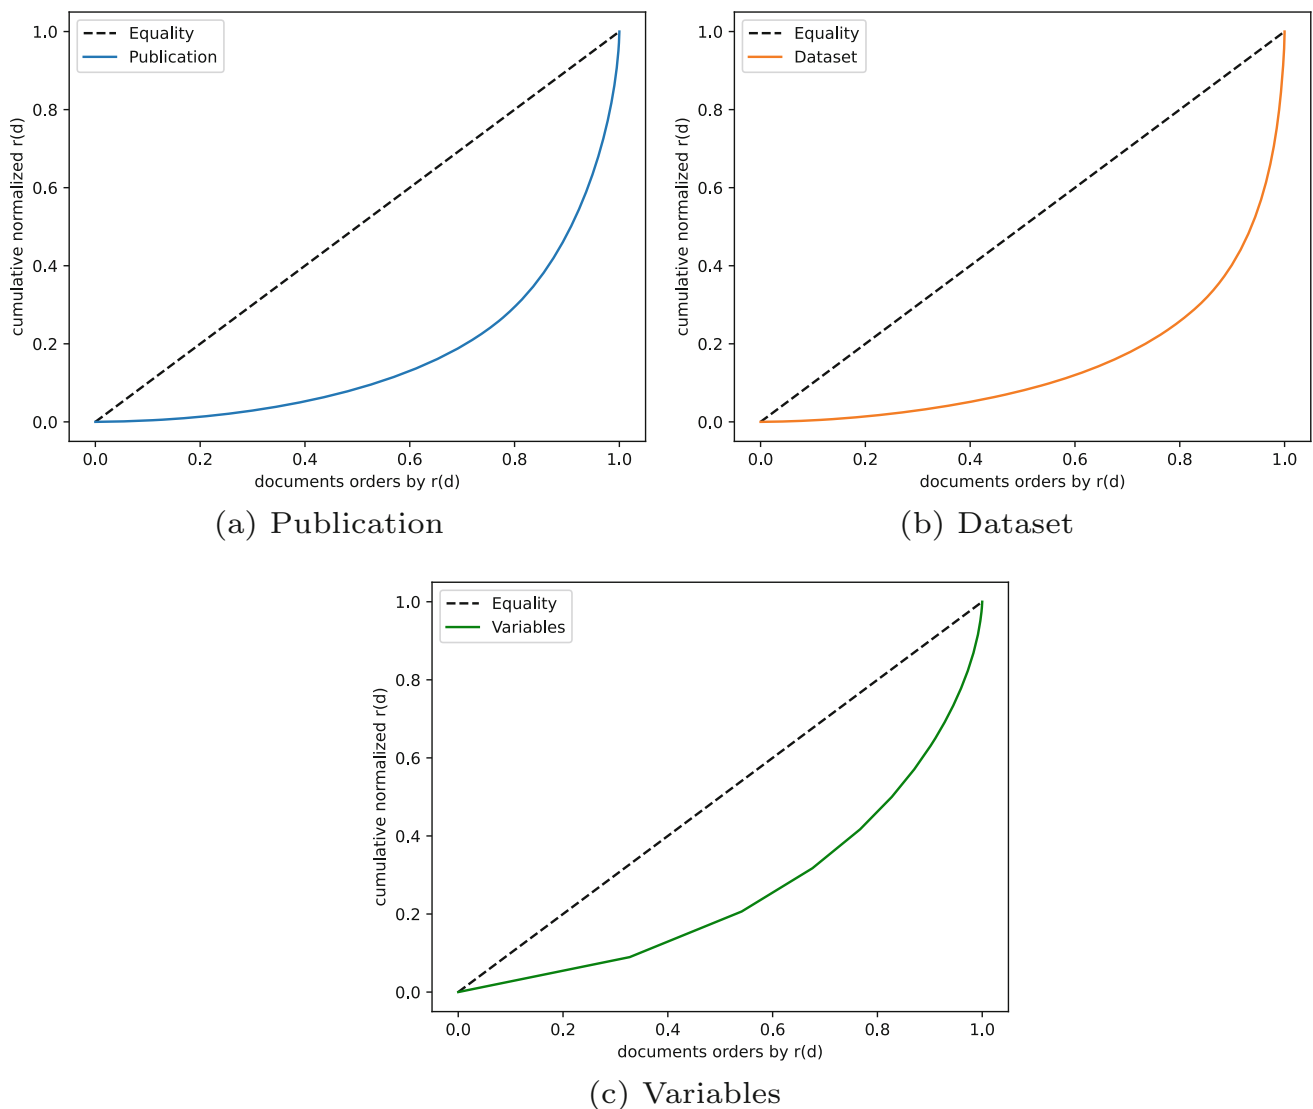 Equality
Publication
cumulative normalized r(d)
1.0
0.8
0.6
0.4
0.2
0.0
0.0 0.2 0.4 0.6 0.8 1.0
documents orders by r(d)
(a) Publication
Equality
Dataset
cumulative normalized r(d)
1.0
0.8
0.6
0.4
0.2
0.0
0.0 0.2 0.4 0.6 0.8 1.0
documents orders by r(d)
(b) Dataset
Equality
Variables
cumulative normalized r(d)
1.0
0.8
0.6
0.4
0.2
0.0
0.0 0.2 0.4 0.6 0.8 1.0
documents orders by r(d)
(c) Variables